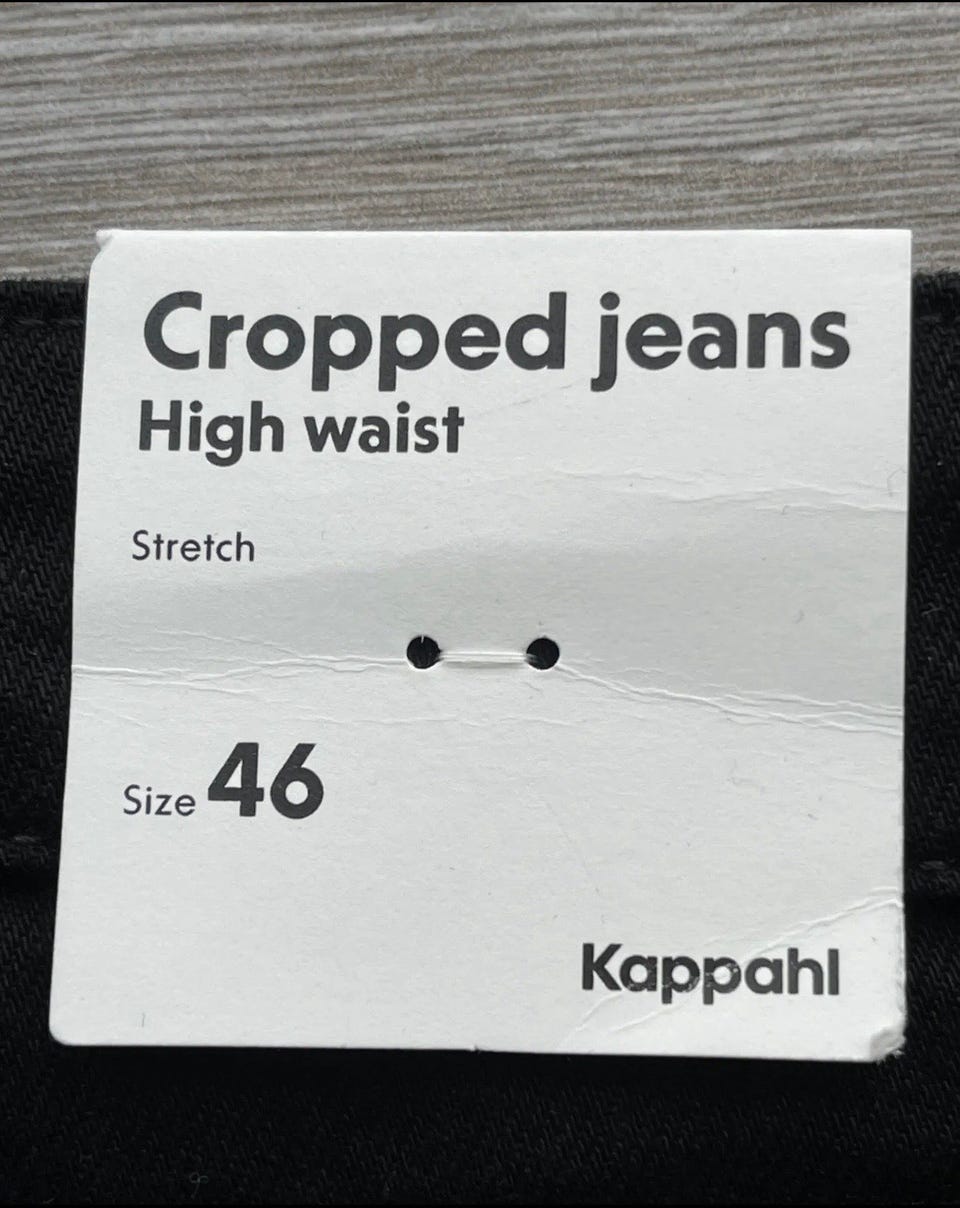 Cropped jeans
High waist
Stretch
Size 46
Kappahl